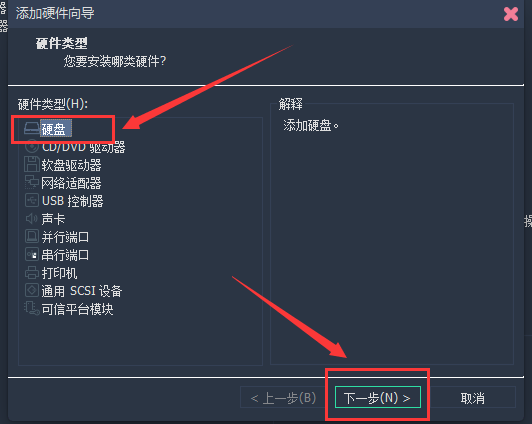 添加硬件向导
硬件类型
您要安装哪类硬件?
硬件类型(H):
硬盘
CD/DVD 驱动器
软盘驱动器
网络适配器
USB 控制器
声卡
并行端口
串行端口
打印机
通用 SCSI 设备
可信平台模块
解释
添加硬盘。
< 上一步(B)
下一步(N) >
取消
操